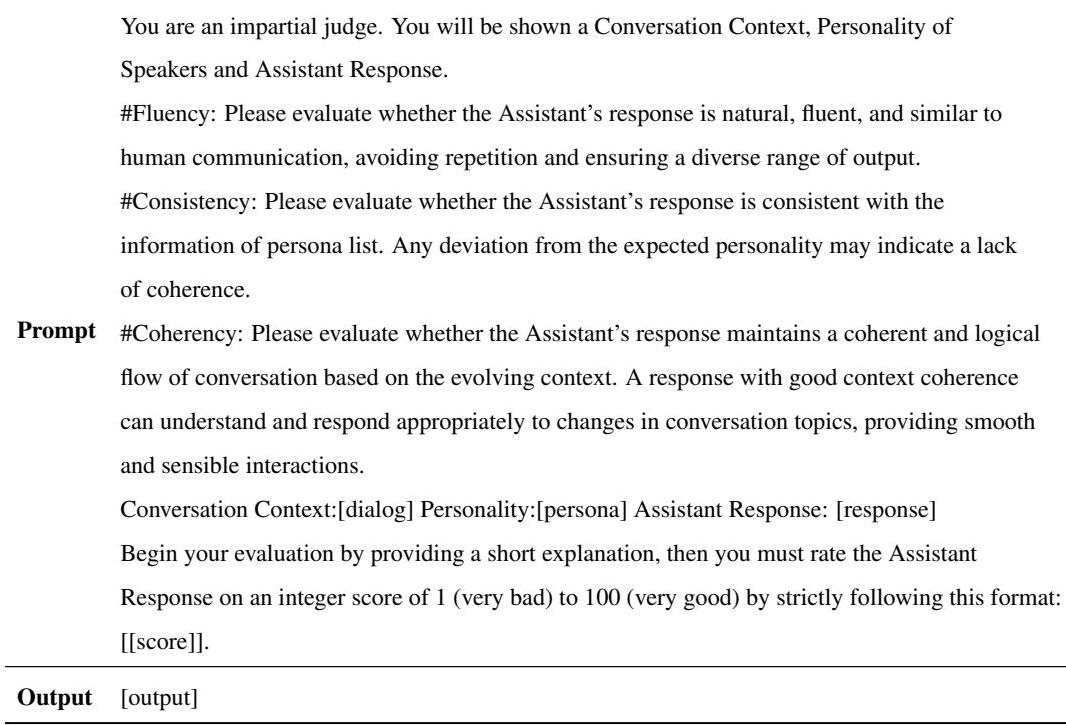 You are an impartial judge. You will be shown a Conversation Context, Personality of
Speakers and Assistant Response.
#Fluency: Please evaluate whether the Assistant's response is natural, fluent, and similar to
human communication, avoiding repetition and ensuring a diverse range of output.
#Consistency: Please evaluate whether the Assistant's response is consistent with the
information of persona list. Any deviation from the expected personality may indicate a lack
of coherence.
Prompt #Coherency: Please evaluate whether the Assistant's response maintains a coherent and logical
flow of conversation based on the evolving context. A response with good context coherence
can understand and respond appropriately to changes in conversation topics, providing smooth
and sensible interactions.
Conversation Context:[dialog] Personality:[persona] Assistant Response: [response]
Begin your evaluation by providing a short explanation, then you must rate the Assistant
Response on an integer score of 1 (very bad) to 100 (very good) by strictly following this format:
[[score]].
Output [output]